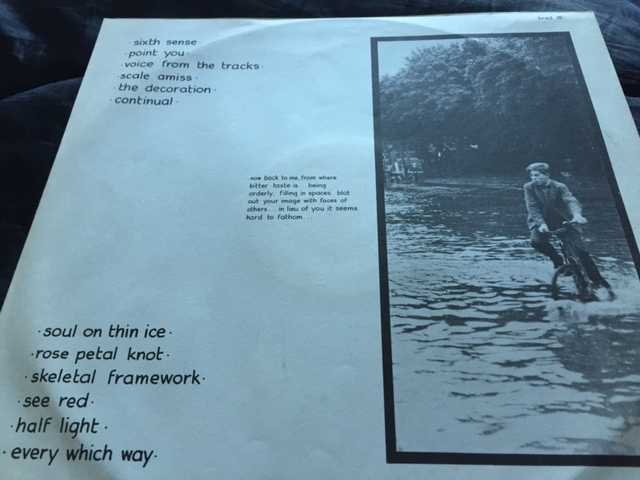 · sixth sense ·
· point you ·
· voice from the tracks ·
· scale amiss ·
· the decoration ·
· continual ·
· now back to me, from where
bitter taste is... being
orderly. filling in spaces blot
out your image with faces of
others... in lieu of you it seems
hard to fathom...
· soul on thin ice ·
· rose petal knot ·
· skeletal framework ·
· see red ·
· half light ·
· every which way ·